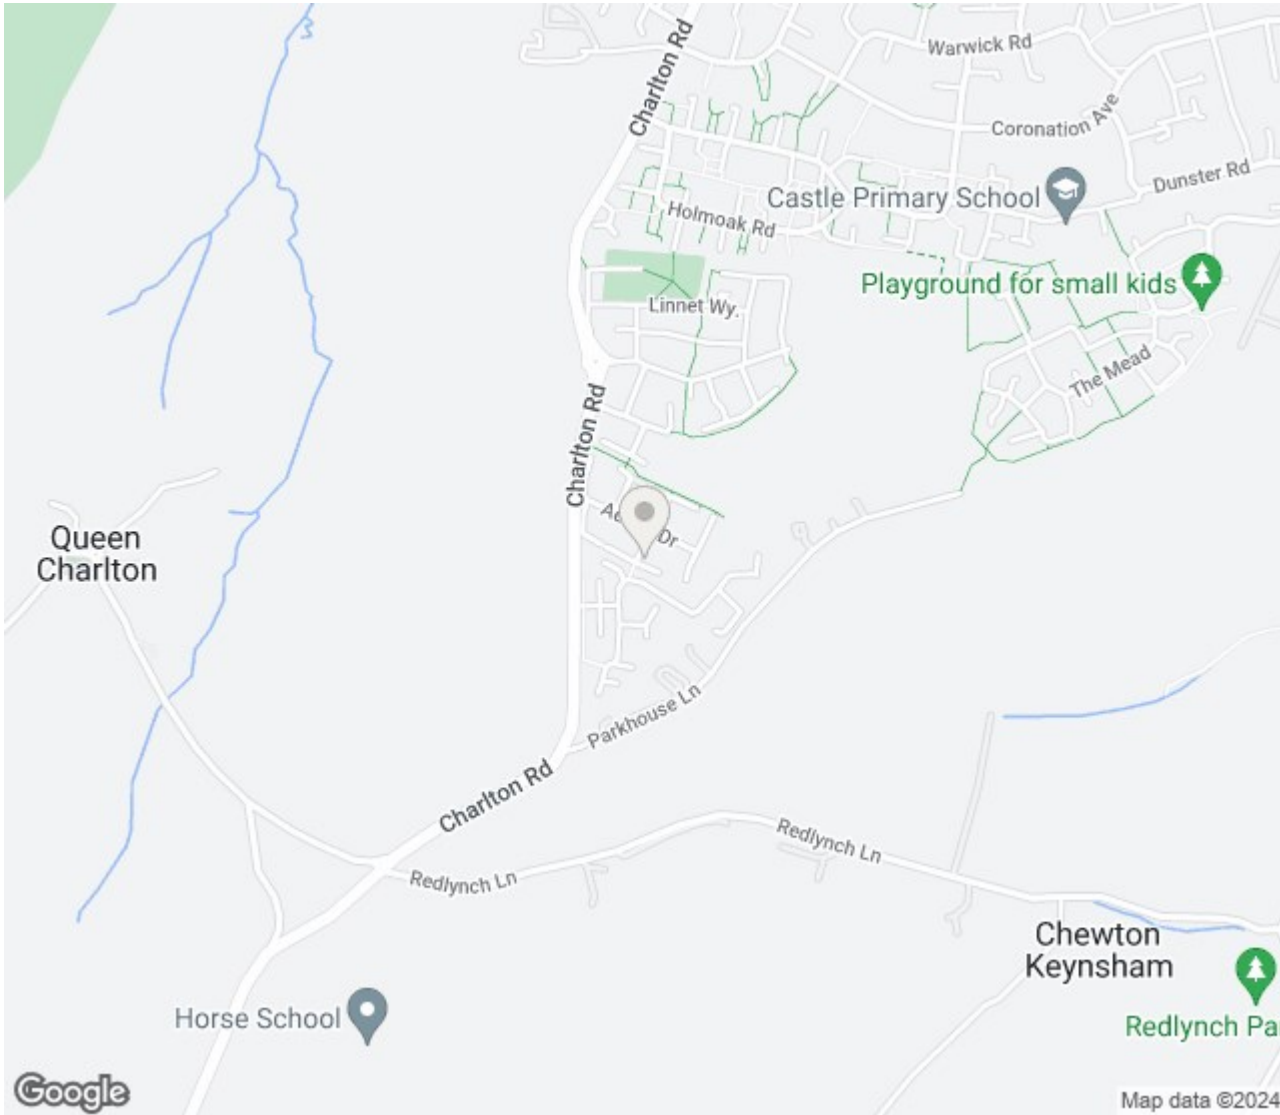 Charlton Rd
Warwick Rd
Coronation Ave
Castle Primary School
Dunster Rd
Holmoak Rd
Playground for small kids
Linnet Wy.
The Mead
Charlton Rd
Dr
Queen
Charlton
Parkhouse Ln
Charlton Rd
Redlynch Ln
Redlynch Ln
Chewton
Keynsham
Horse School
Redlynch Pa
Google
Map data ©2024